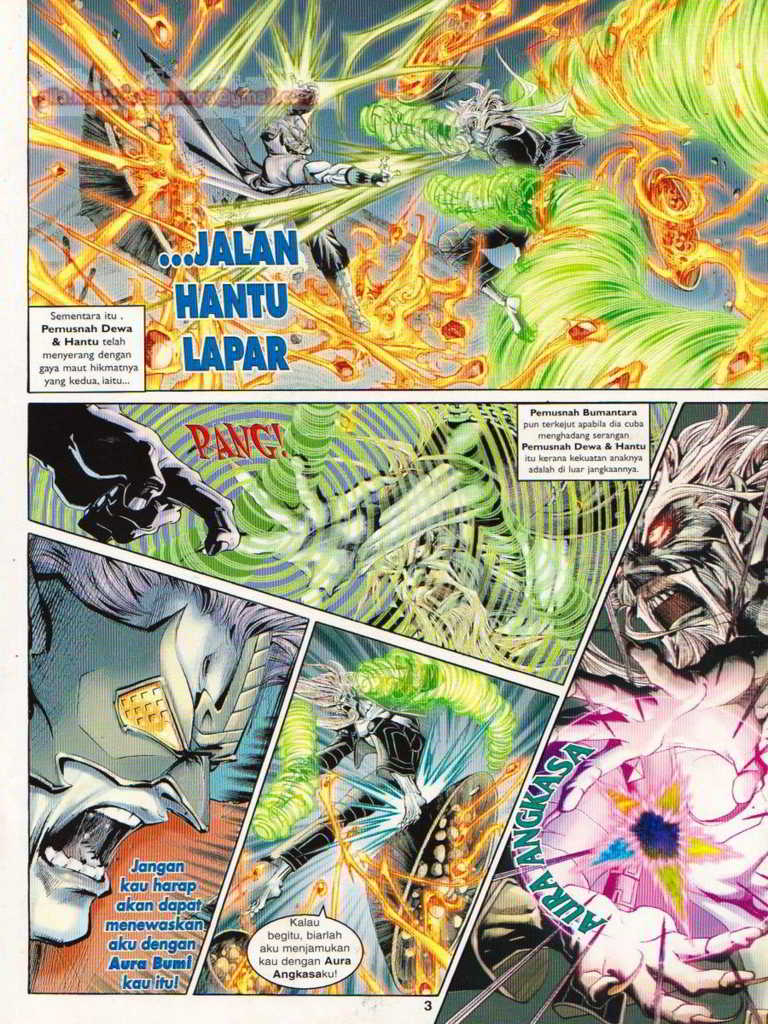 ...JALAN
HANTU
LAPAR
Sementara itu ,
Pemusnah Dewa
& Hantu telah
menyerang dengan
gaya maut hikmatnya
yang kedua, iaitu...
PANG!
Pemusnah Bumantara
pun terkejut apabila dia cuba
menghadang serangan
Pemusnah Dewa & Hantu
itu kerana kekuatan anaknya
adalah di luar jangkaannya.
Jangan
kau harap
akan dapat
menewaskan
aku dengan
Aura Bumi
kau itu!
Kalau
begitu, biarlah
aku menjamukan
kau dengan Aura
Angkasaku!
AURA ANGKASA
3